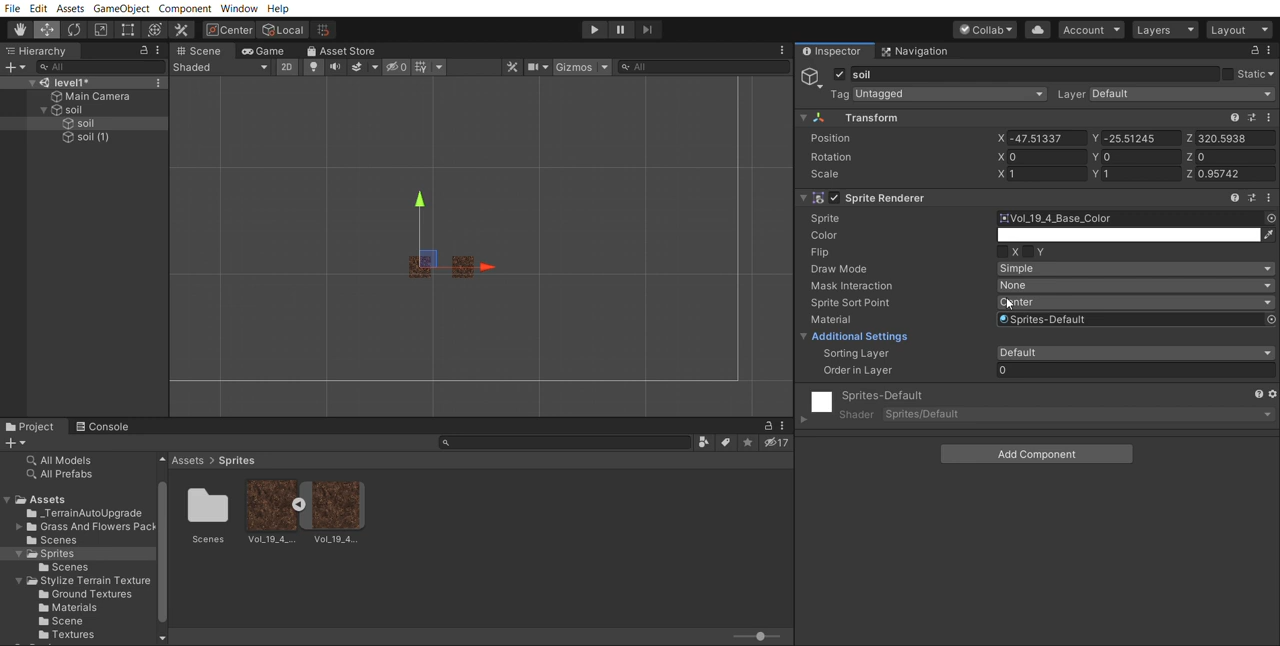 File Edit Assets GameObject Component Window Help
Center Local Collab Account Layers Layout
Hierarchy Scene Game Asset Store Inspector Navigation
All Shaded 2D 0 Gizmos All soil Static
level1* Tag Untagged Layer Default
Main Camera
soil Transform
soil Position X -47.51337 Y -25.51245 Z 320.5938
soil (1) Rotation X 0 Y 0 Z 0
Scale X 1 Y 1 Z 0.95742
Sprite Renderer
Sprite Vol_19_4_Base_Color
Color
Flip X Y
Draw Mode Simple
Mask Interaction None
Sprite Sort Point Center
Material Sprites-Default
Additional Settings
Sorting Layer Default
Order in Layer 0
Sprites-Default
Shader Sprites/Default
Add Component
Project Console
17
All Models Assets > Sprites
All Prefabs
Assets
_TerrainAutoUpgrade
Grass And Flowers Pack
Scenes Scenes Vol_19_4_... Vol_19_4...
Sprites
Scenes
Stylize Terrain Texture
Ground Textures
Materials
Scene
Textures